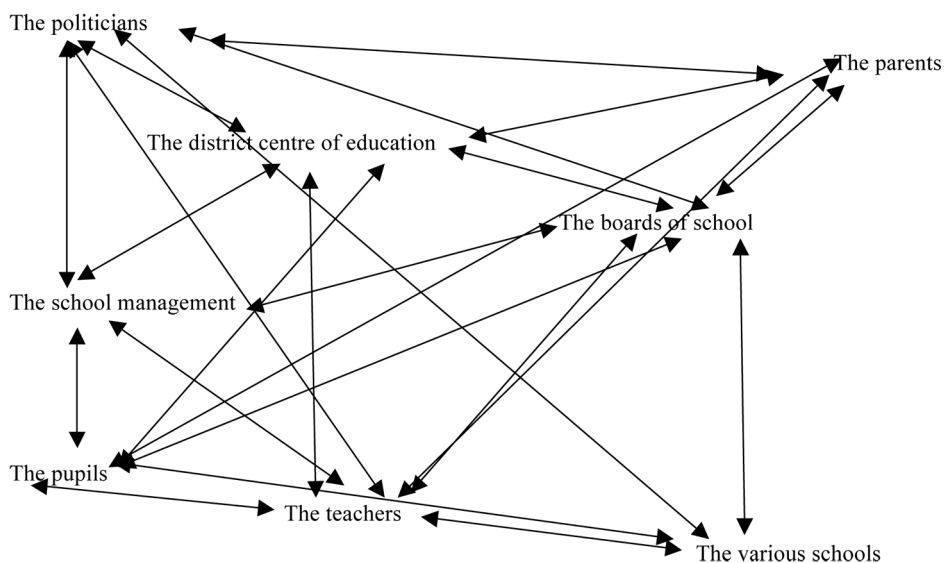 The politicians
The parents
The district centre of education
The boards of school
The school management
The pupils
The teachers
The various schools